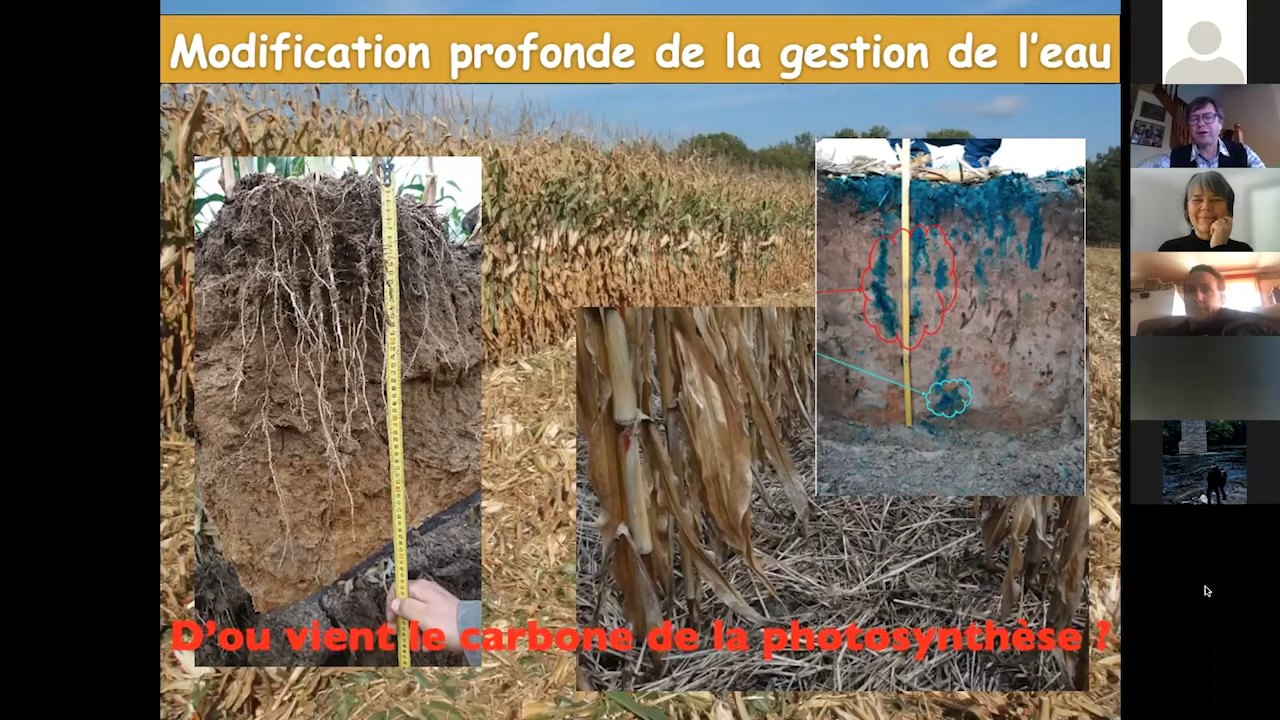 Modification profonde de la gestion de l'eau
D'ou vient le carbone de la photosynthèse ?